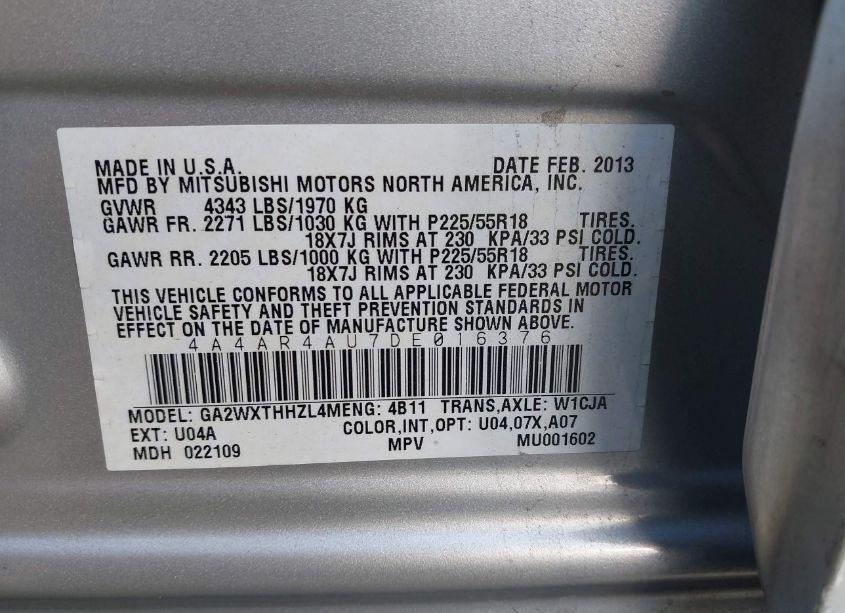 MADE IN U.S.A. DATE FEB. 2013
MFD BY MITSUBISHI MOTORS NORTH AMERICA, INC.
GVWR 4343 LBS/1970 KG
GAWR FR. 2271 LBS/1030 KG WITH P225/55R18 TIRES.
18X7J RIMS AT 230 KPA/33 PSI COLD.
GAWR RR. 2205 LBS/1000 KG WITH P225/55R18 TIRES.
18X7J RIMS AT 230 KPA/33 PSI COLD.
THIS VEHICLE CONFORMS TO ALL APPLICABLE FEDERAL MOTOR
VEHICLE SAFETY AND THEFT PREVENTION STANDARDS IN
EFFECT ON THE DATE OF MANUFACTURE SHOWN ABOVE.
4A4AR4AU7DE016376
MODEL: GA2WXTHHZL4MENG: 4B11 TRANS,AXLE: W1CJA
EXT: U04A COLOR,INT,OPT: U04,07X,A07
MDH 022109 MPV MU001602